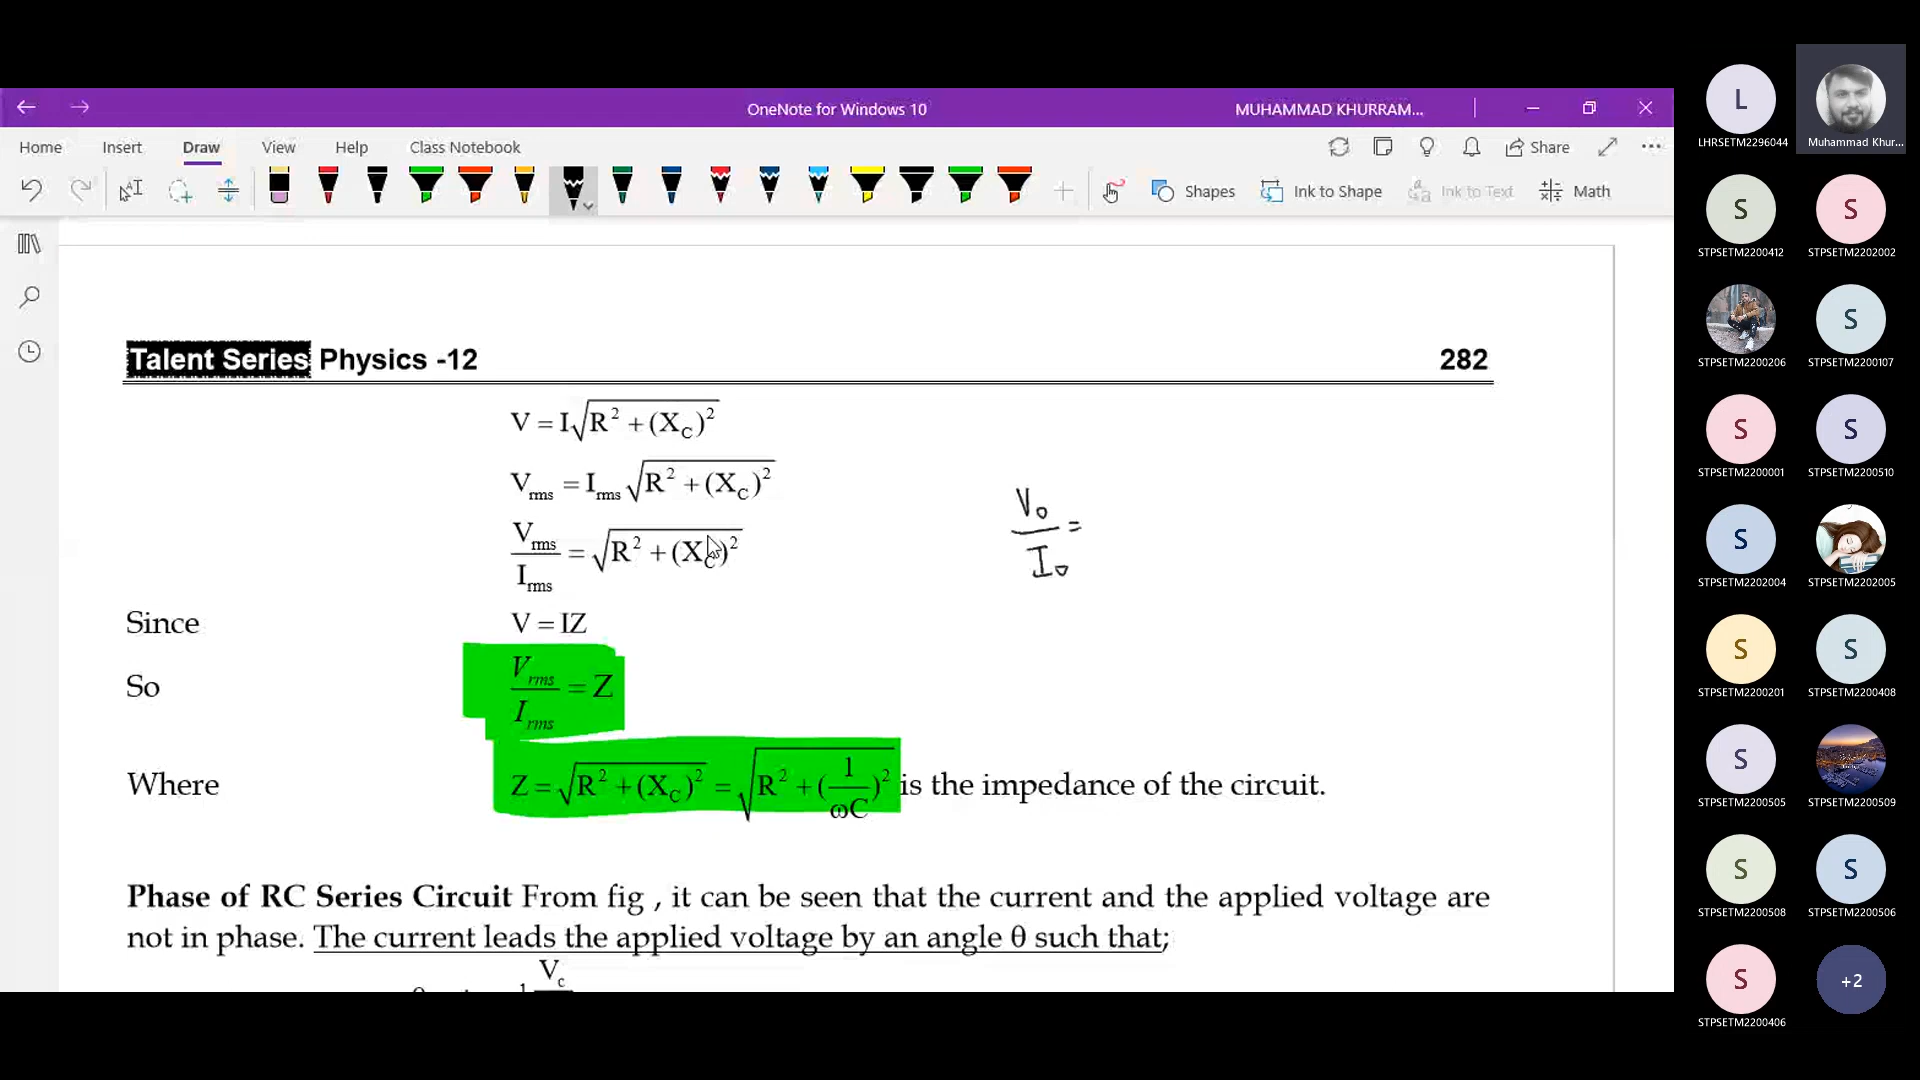 OneNote for Windows 10
MUHAMMAD KHURRAM...
Home Insert Draw View Help Class Notebook
Share
Shapes Ink to Shape Ink to Text Math
Talent Series Physics -12 282
V = I√R² + (X_C)²
V_rms = I_rms √R² + (X_C)²
V_rms / I_rms = √R² + (X_C)²
V₀ / I₀ =
Since V = IZ
So V_rms / I_rms = Z
Where Z = √R² + (X_C)² = √R² + (1/ωC)² is the impedance of the circuit.
Phase of RC Series Circuit From fig , it can be seen that the current and the applied voltage are
not in phase. The current leads the applied voltage by an angle θ such that;
V_c
L
LHRSETM2296044
Muhammad Khur...
S
STPSETM2200412
S
STPSETM2202002
STPSETM2200206
S
STPSETM2200107
S
STPSETM2200001
S
STPSETM2200510
S
STPSETM2202004
STPSETM2202005
S
STPSETM2200201
S
STPSETM2200408
S
STPSETM2200505
STPSETM2200509
S
STPSETM2200508
S
STPSETM2200506
S
STPSETM2200406
+2